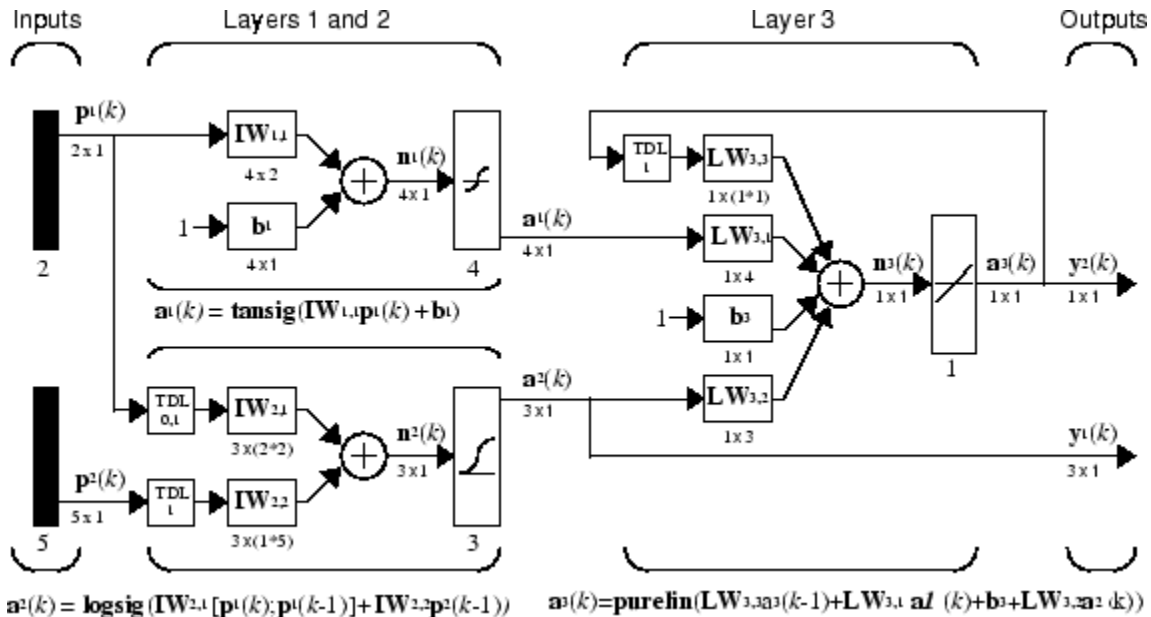 Inputs Layers 1 and 2 Layer 3 Outputs
p1(k)
2 x 1
IW1,1
4 x 2
1
b1
4 x 1
n1(k)
4 x 1
2
4
a1(k)
4 x 1
a1(k) = tansig(IW1,1p1(k) + b1)
TDL
1
LW3,3
1 x (1*1)
LW3,1
1 x 4
1
b3
1 x 1
LW3,2
1 x 3
n3(k)
1 x 1
1
a3(k)
1 x 1
y2(k)
1 x 1
TDL
0,1
IW2,1
3 x (2*2)
p2(k)
5 x 1
TDL
1
IW2,2
3 x (1*5)
n2(k)
3 x 1
5
3
a2(k)
3 x 1
y1(k)
3 x 1
a2(k) = logsig(IW2,1 [p1(k);p1(k-1)]+ IW2,2p2(k-1))
a3(k)=purelin(LW3,3a3(k-1)+LW3,1 a1 (k)+b3+LW3,2a2 (k))